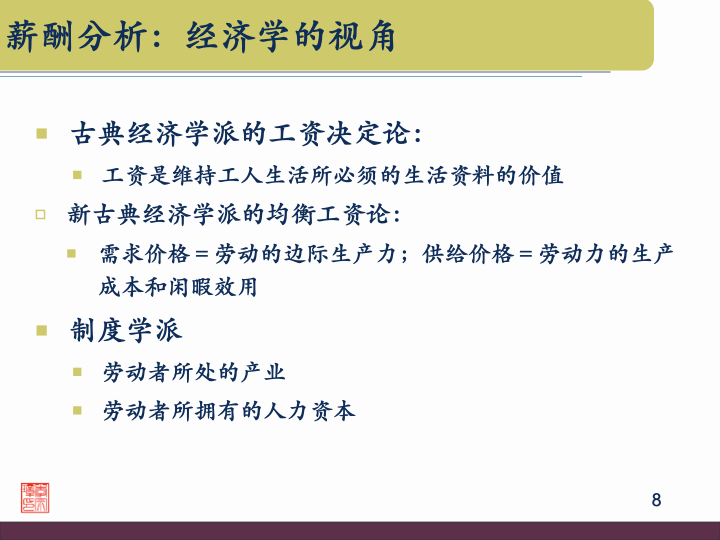 薪酬分析：经济学的视角
古典经济学派的工资决定论：
工资是维持工人生活所必须的生活资料的价值
新古典经济学派的均衡工资论：
需求价格＝劳动的边际生产力；供给价格＝劳动力的生产
成本和闲暇效用
制度学派
劳动者所处的产业
劳动者所拥有的人力资本
8